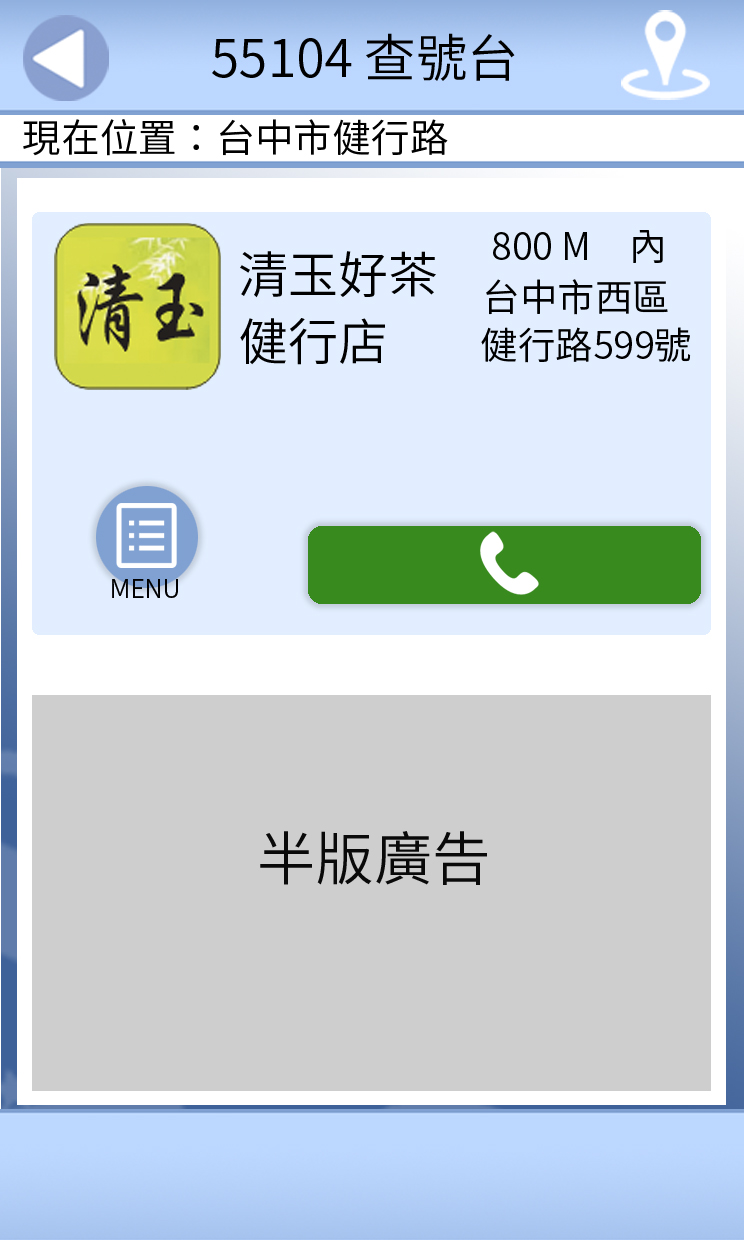 55104 查號台
現在位置：台中市健行路
清玉
清玉好茶
健行店
800 M 內
台中市西區
健行路599號
MENU
半版廣告